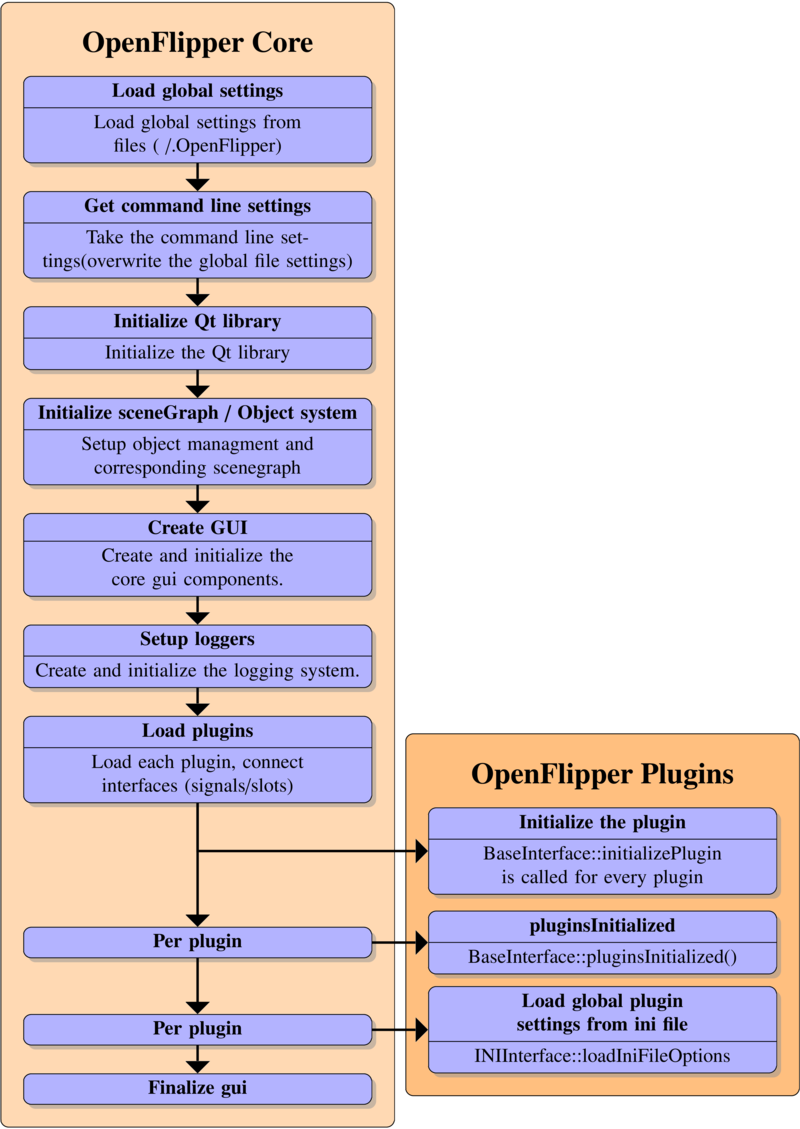 OpenFlipper Core
Load global settings
Load global settings from
files ( /.OpenFlipper)
Get command line settings
Take the command line set-
tings(overwrite the global file settings)
Initialize Qt library
Initialize the Qt library
Initialize sceneGraph / Object system
Setup object managment and
corresponding scenegraph
Create GUI
Create and initialize the
core gui components.
Setup loggers
Create and initialize the logging system.
Load plugins
Load each plugin, connect
interfaces (signals/slots)
Per plugin
Per plugin
Finalize gui
OpenFlipper Plugins
Initialize the plugin
BaseInterface::initializePlugin
is called for every plugin
pluginsInitialized
BaseInterface::pluginsInitialized()
Load global plugin
settings from ini file
INIInterface::loadIniFileOptions